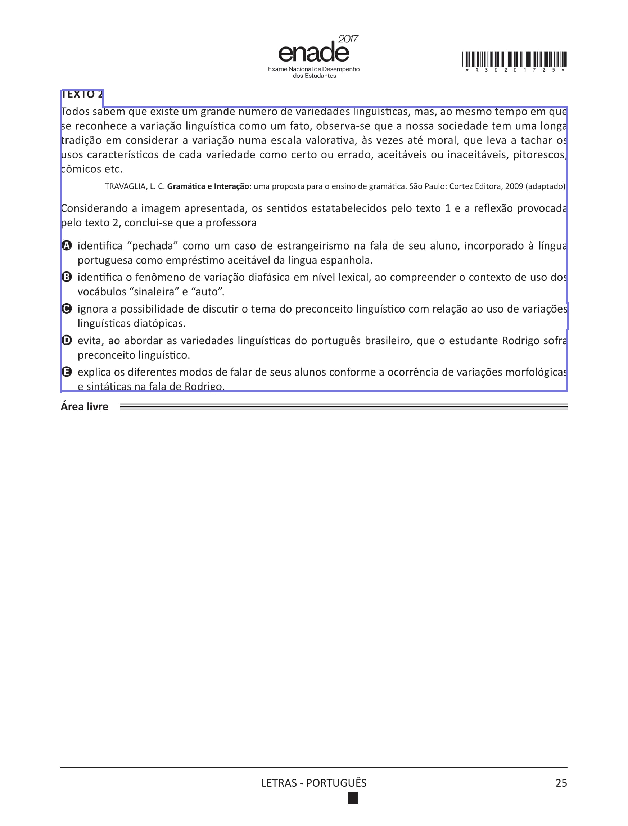 2017
enade
Exame Nacional de Desempenho
dos Estudantes
*R3020172​5*
TEXTO 2
Todos sabem que existe um grande número de variedades linguísticas, mas, ao mesmo tempo em que
se reconhece a variação linguística como um fato, observa-se que a nossa sociedade tem uma longa
tradição em considerar a variação numa escala valorativa, às vezes até moral, que leva a tachar os
usos característicos de cada variedade como certo ou errado, aceitáveis ou inaceitáveis, pitorescos,
cômicos etc.
TRAVAGLIA, L. C. Gramática e Interação: uma proposta para o ensino de gramática. São Paulo: Cortez Editora, 2009 (adaptado)
Considerando a imagem apresentada, os sentidos estatabelecidos pelo texto 1 e a reflexão provocada
pelo texto 2, conclui-se que a professora
A identifica “pechada” como um caso de estrangeirismo na fala de seu aluno, incorporado à língua
portuguesa como empréstimo aceitável da língua espanhola.
B identifica o fenômeno de variação diafásica em nível lexical, ao compreender o contexto de uso dos
vocábulos “sinaleira” e “auto”.
C ignora a possibilidade de discutir o tema do preconceito linguístico com relação ao uso de variações
linguísticas diatópicas.
D evita, ao abordar as variedades linguísticas do português brasileiro, que o estudante Rodrigo sofra
preconceito linguístico.
E explica os diferentes modos de falar de seus alunos conforme a ocorrência de variações morfológicas
e sintáticas na fala de Rodrigo.
Área livre
LETRAS - PORTUGUÊS
25